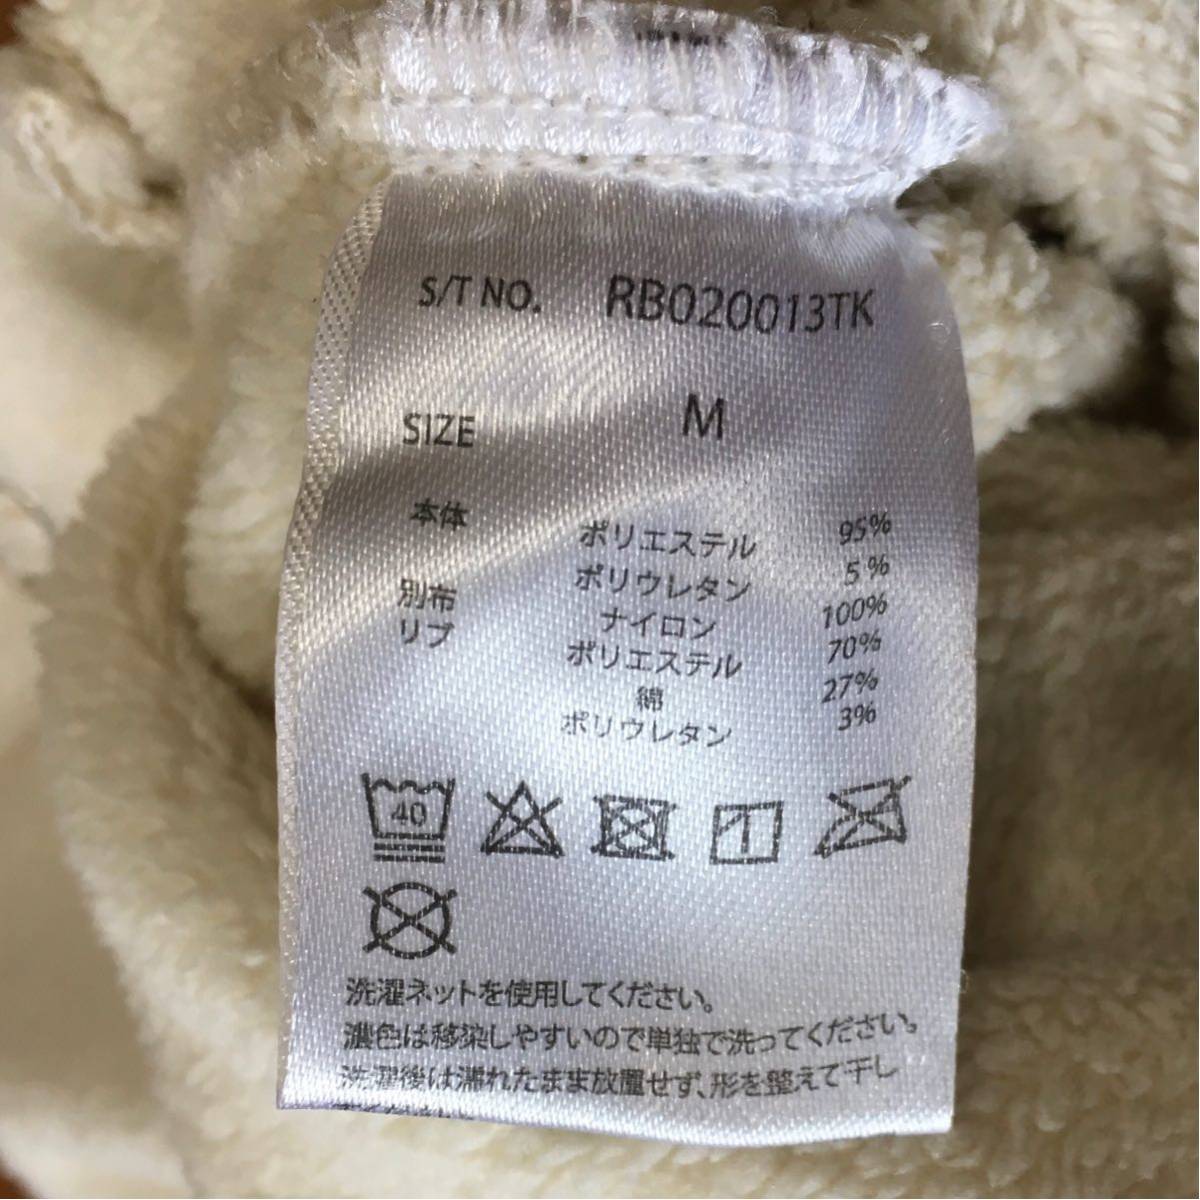 S/T NO. RB020013TK
SIZE M
本体 ポリエステル 95%
ポリウレタン 5%
別布 ナイロン 100%
リブ ポリエステル 70%
綿 27%
ポリウレタン 3%
40
洗濯ネットを使用してください。
濃色は移染しやすいので単独で洗ってください。
洗濯後は濡れたまま放置せず、形を整えて干し